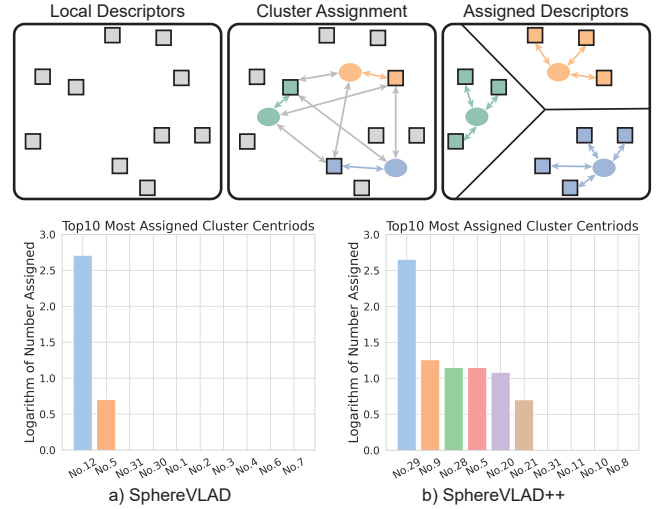 Local Descriptors
Cluster Assignment
Assigned Descriptors
Top10 Most Assigned Cluster Centriods
Logarithm of Number Assigned
3.0
2.5
2.0
1.5
1.0
0.5
0.0
No.12
No.5
No.31
No.30
No.1
No.2
No.3
No.4
No.6
No.7
a) SphereVLAD
Top10 Most Assigned Cluster Centriods
Logarithm of Number Assigned
3.0
2.5
2.0
1.5
1.0
0.5
0.0
No.29
No.9
No.28
No.5
No.20
No.21
No.31
No.11
No.10
No.8
b) SphereVLAD++